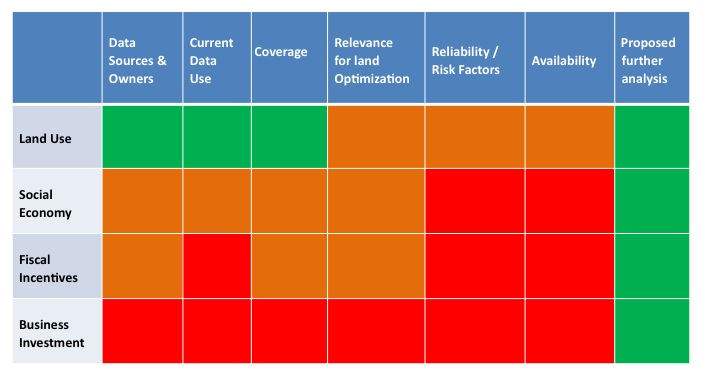 Data
Sources &
Owners
Current
Data
Use
Coverage
Relevance
for land
Optimization
Reliability /
Risk Factors
Availability
Proposed
further
analysis
Land Use
Social
Economy
Fiscal
Incentives
Business
Investment